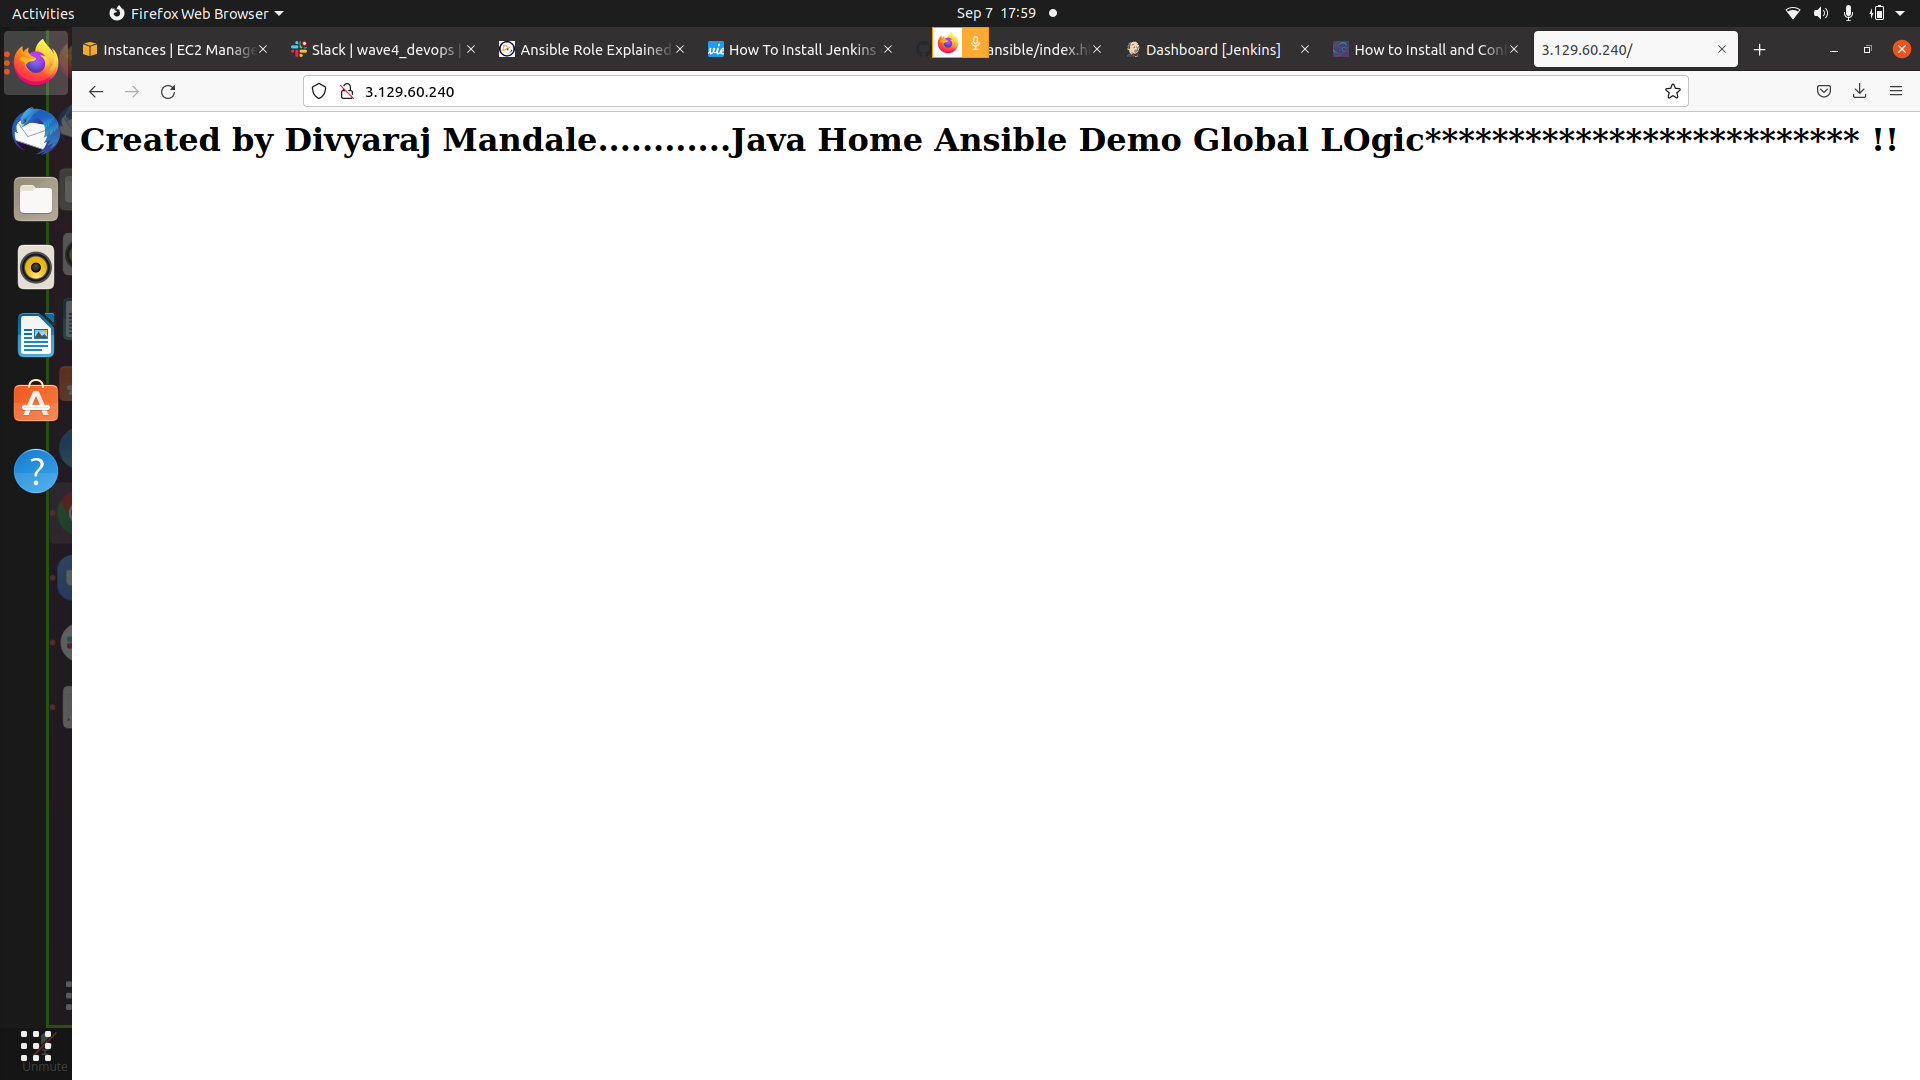 Activities
Firefox Web Browser
Sep 7 17:59
Instances | EC2 Manage
Slack | wave4_devops |
Ansible Role Explained
How To Install Jenkins
ansible/index.h
Dashboard [Jenkins]
How to Install and Con
3.129.60.240/
3.129.60.240
Created by Divyaraj Mandale............Java Home Ansible Demo Global LOgic************************** !!
Unmute